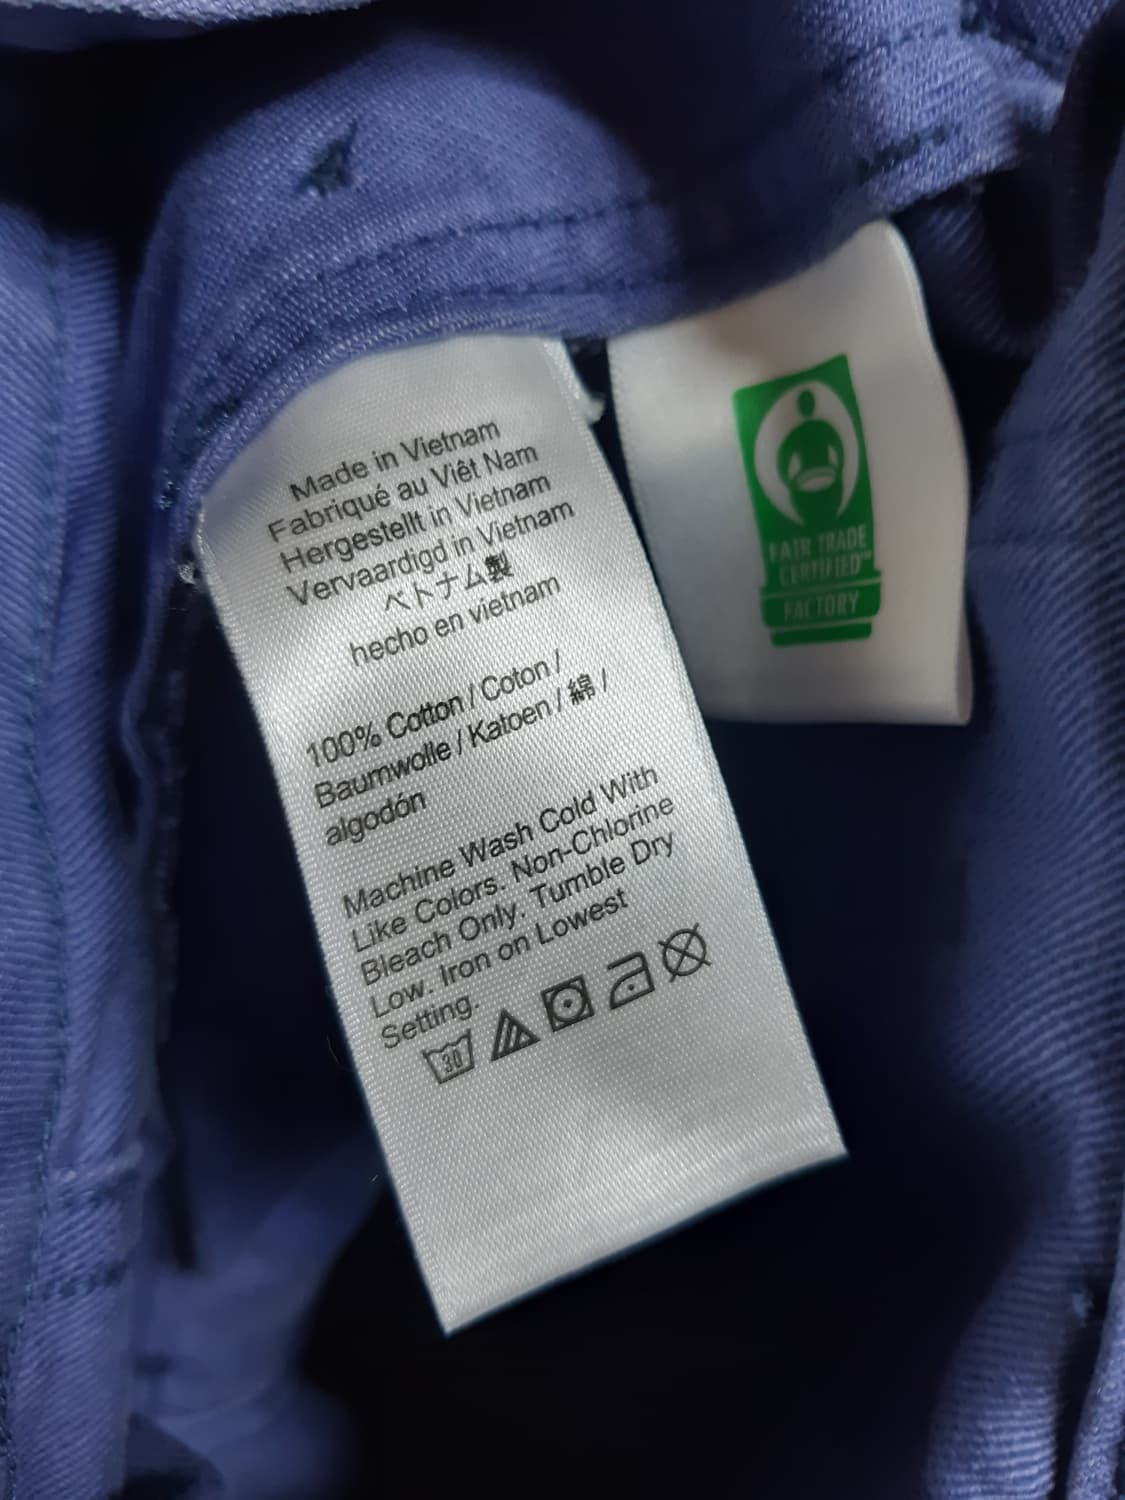 Made in Vietnam
Fabriqué au Viêt Nam
Hergestellt in Vietnam
Vervaardigd in Vietnam
ベトナム製
hecho en vietnam
100% Cotton / Coton /
Baumwolle / Katoen / 綿 /
algodón
Machine Wash Cold With
Like Colors. Non-Chlorine
Bleach Only. Tumble Dry
Low. Iron on Lowest
Setting.
30
FAIR TRADE
CERTIFIED™
FACTORY